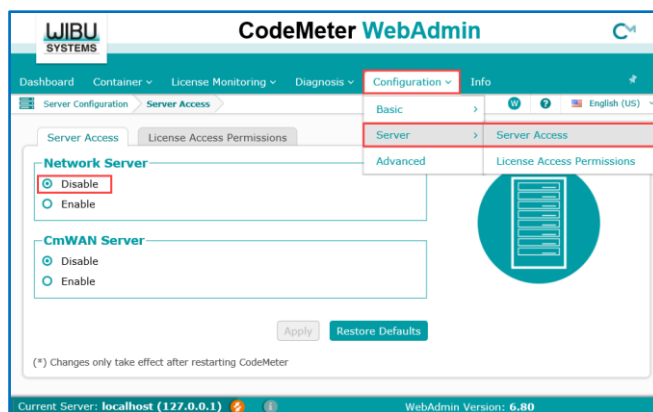 WIBU
SYSTEMS
CodeMeter WebAdmin
CM
Dashboard Container License Monitoring Diagnosis Configuration Info
Server Configuration Server Access
W ? English (US)
Basic
Server
Advanced
Server Access
License Access Permissions
Server Access License Access Permissions
Network Server
Disable
Enable
CmWAN Server
Disable
Enable
Apply Restore Defaults
(*) Changes only take effect after restarting CodeMeter
Current Server: localhost (127.0.0.1) WebAdmin Version: 6.80